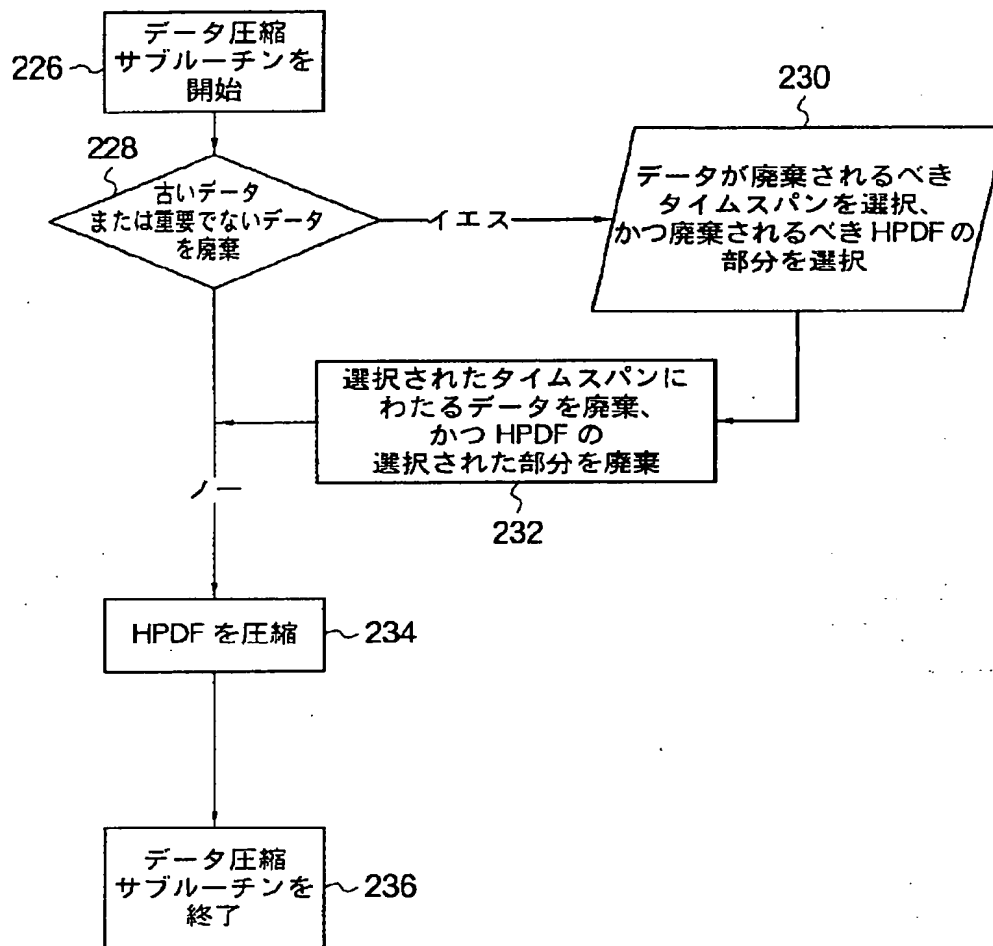 データ圧縮
サブルーチンを
開始
226
230
228
古いデータ
または重要でないデータ
を廃棄
イエス
データが廃棄されるべき
タイムスパンを選択、
かつ廃棄されるべき HPDF の
部分を選択
選択されたタイムスパンに
わたるデータを廃棄、
かつ HPDF の
選択された部分を廃棄
232
ノー
HPDF を圧縮
234
データ圧縮
サブルーチンを
終了
236